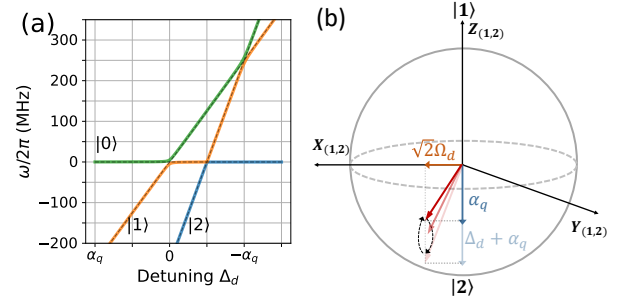 (a)
ω/2π (MHz)
300
200
100
0
−100
−200
|0⟩
|1⟩
|2⟩
α_q
0
−α_q
Detuning Δ_d
(b)
|1⟩
Z_(1,2)
X_(1,2)
√2Ω_d
α_q
Δ_d + α_q
Y_(1,2)
|2⟩